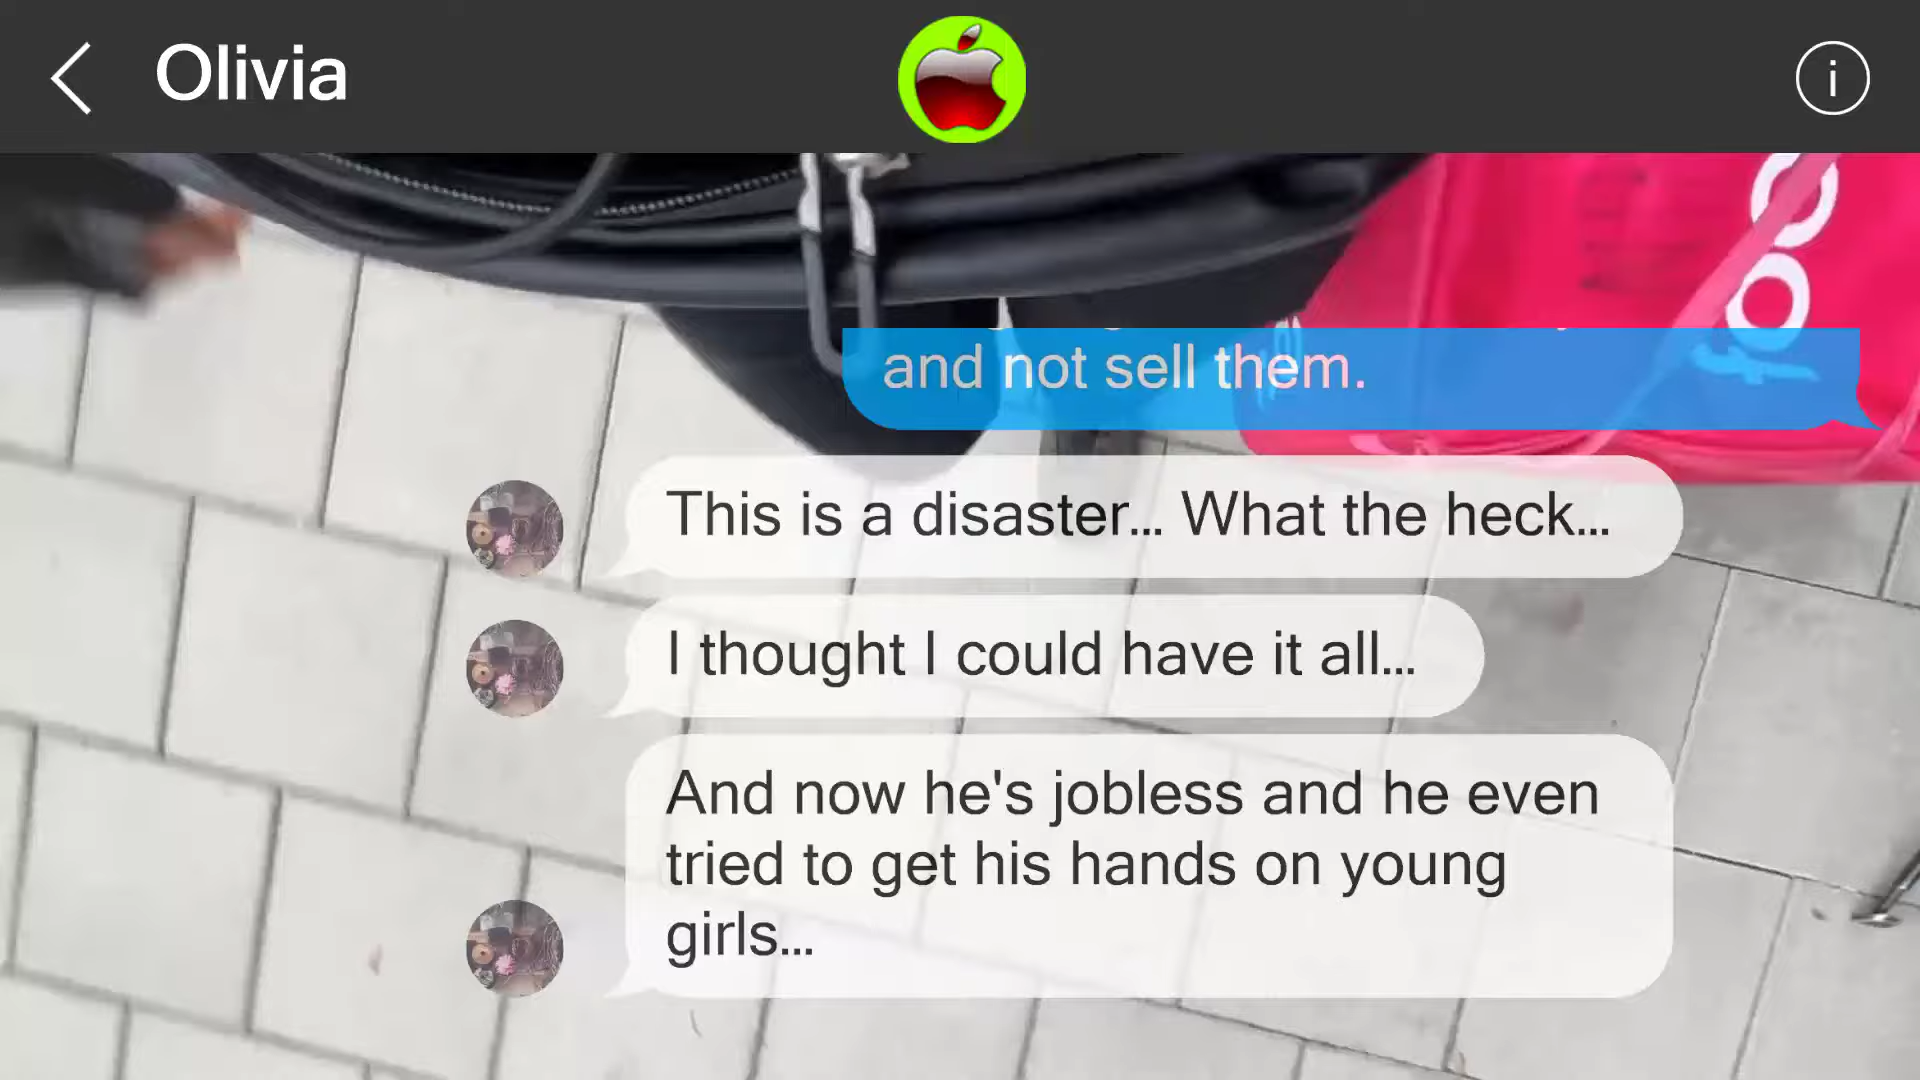 Olivia
foo
and not sell them.
This is a disaster... What the heck...
I thought I could have it all...
And now he's jobless and he even
tried to get his hands on young
girls...